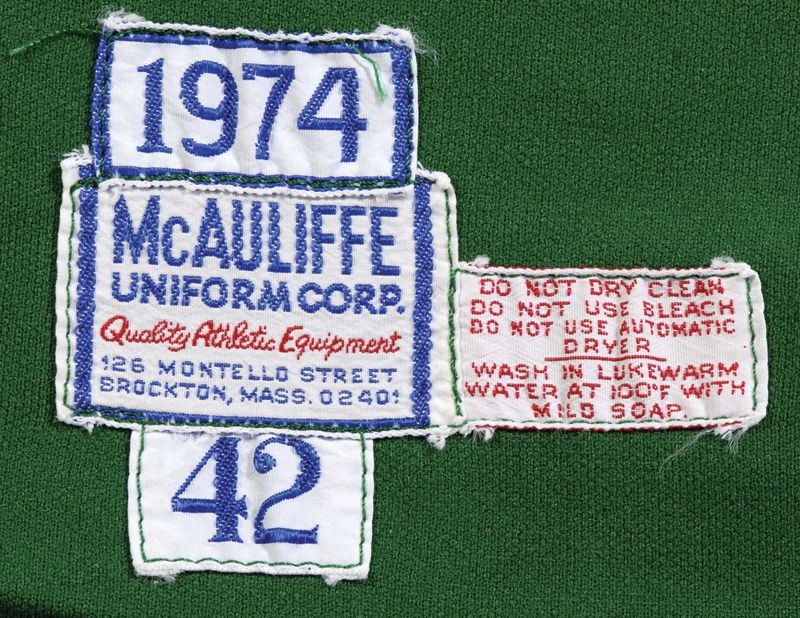 1974
McAULIFFE
UNIFORM CORP.
Quality Athletic Equipment
126 MONTELLO STREET
BROCKTON, MASS. 02401
42
DO NOT DRY CLEAN
DO NOT USE BLEACH
DO NOT USE AUTOMATIC
DRYER
WASH IN LUKEWARM
WATER AT 100°F WITH
MILD SOAP.